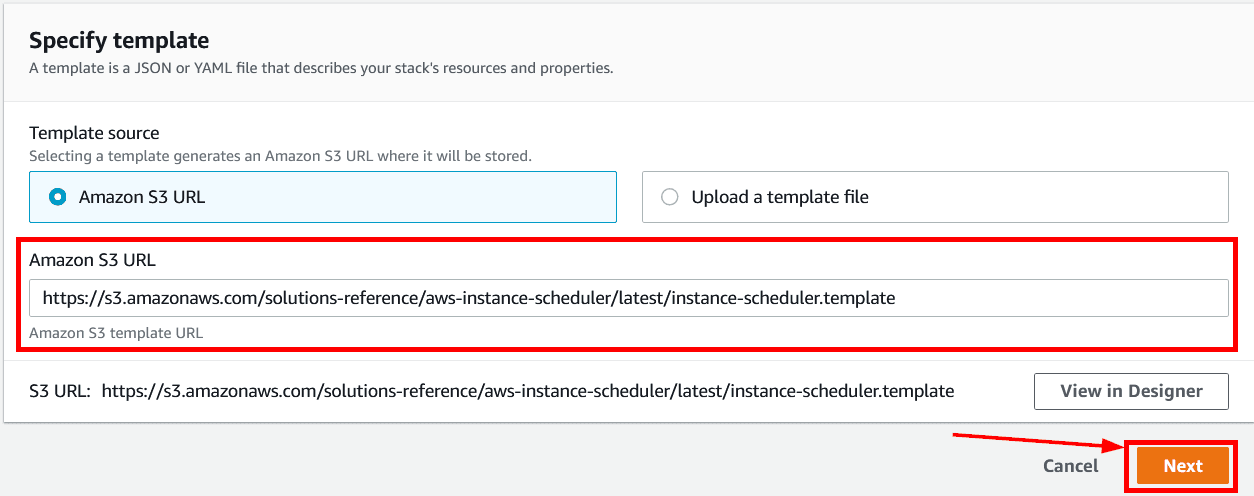 Specify template
A template is a JSON or YAML file that describes your stack's resources and properties.
Template source
Selecting a template generates an Amazon S3 URL where it will be stored.
Amazon S3 URL
Upload a template file
Amazon S3 URL
https://s3.amazonaws.com/solutions-reference/aws-instance-scheduler/latest/instance-scheduler.template
Amazon S3 template URL
S3 URL: https://s3.amazonaws.com/solutions-reference/aws-instance-scheduler/latest/instance-scheduler.template
View in Designer
Cancel
Next